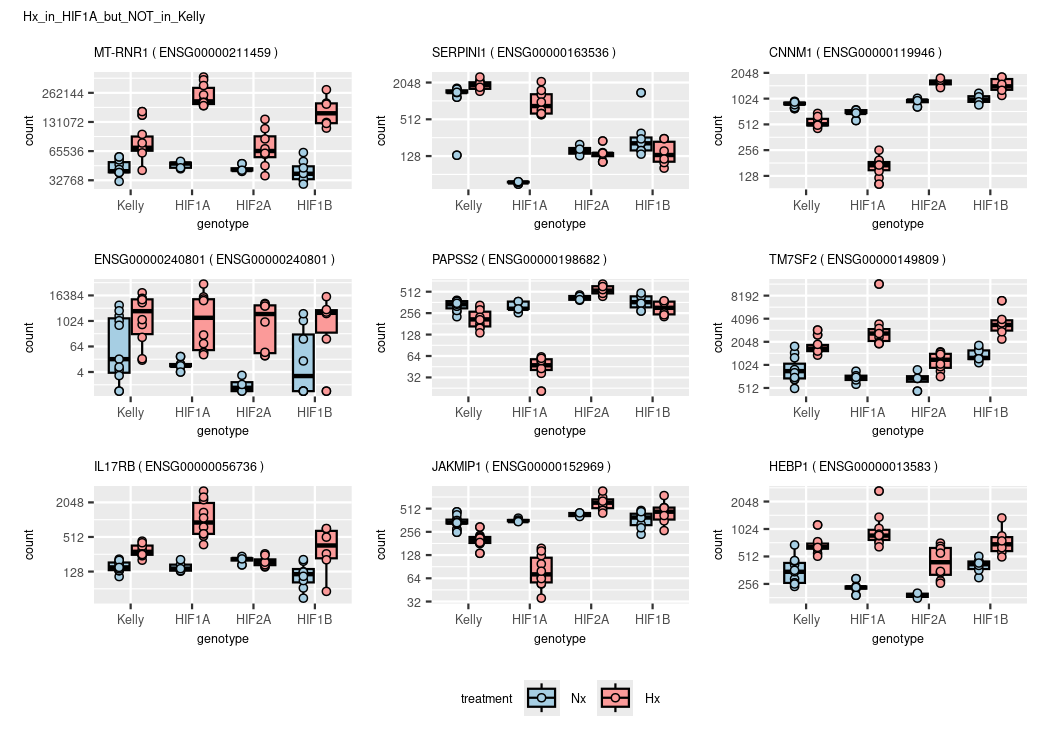 Hx_in_HIF1A_but_NOT_in_Kelly
MT-RNR1 ( ENSG00000211459 )
count
262144
131072
65536
32768
Kelly HIF1A HIF2A HIF1B
genotype
SERPINI1 ( ENSG00000163536 )
count
2048
512
128
Kelly HIF1A HIF2A HIF1B
genotype
CNNM1 ( ENSG00000119946 )
count
2048
1024
512
256
128
Kelly HIF1A HIF2A HIF1B
genotype
ENSG00000240801 ( ENSG00000240801 )
count
16384
1024
64
4
Kelly HIF1A HIF2A HIF1B
genotype
PAPSS2 ( ENSG00000198682 )
count
512
256
128
64
32
Kelly HIF1A HIF2A HIF1B
genotype
TM7SF2 ( ENSG00000149809 )
count
8192
4096
2048
1024
512
Kelly HIF1A HIF2A HIF1B
genotype
IL17RB ( ENSG00000056736 )
count
2048
512
128
Kelly HIF1A HIF2A HIF1B
genotype
JAKMIP1 ( ENSG00000152969 )
count
512
256
128
64
32
Kelly HIF1A HIF2A HIF1B
genotype
HEBP1 ( ENSG00000013583 )
count
2048
1024
512
256
Kelly HIF1A HIF2A HIF1B
genotype
treatment Nx Hx